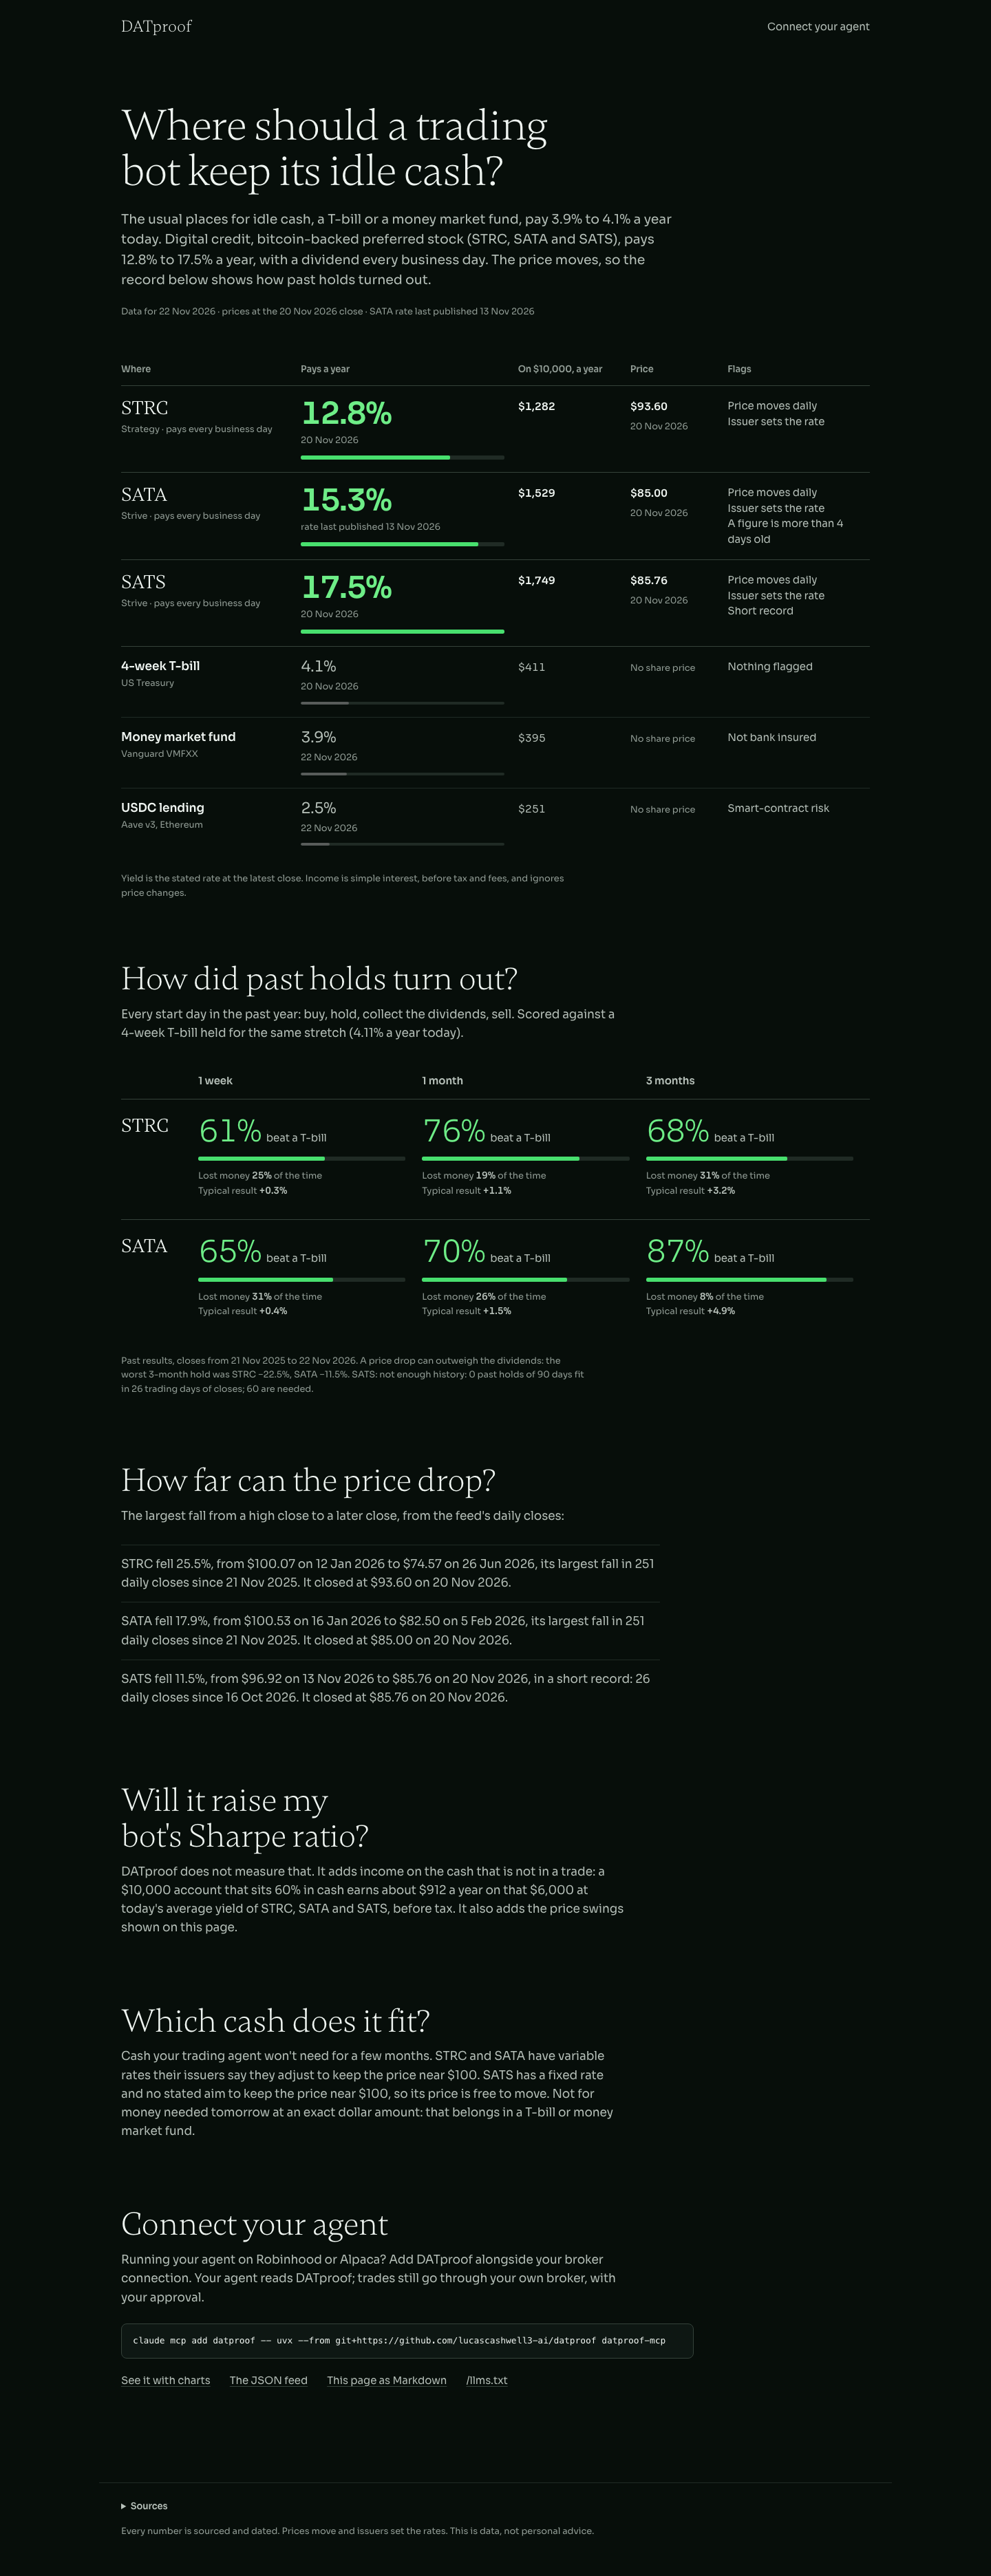 DATproof
Connect your agent
Where should a trading
bot keep its idle cash?
The usual places for idle cash, a T-bill or a money market fund, pay 3.9% to 4.1% a year
today. Digital credit, bitcoin-backed preferred stock (STRC, SATA and SATS), pays
12.8% to 17.5% a year, with a dividend every business day. The price moves, so the
record below shows how past holds turned out.
Data for 22 Nov 2026 · prices at the 20 Nov 2026 close · SATA rate last published 13 Nov 2026
Where Pays a year On $10,000, a year Price Flags
STRC
Strategy · pays every business day
12.8%
20 Nov 2026
$1,282
$93.60
20 Nov 2026
Price moves daily
Issuer sets the rate
SATA
Strive · pays every business day
15.3%
rate last published 13 Nov 2026
$1,529
$85.00
20 Nov 2026
Price moves daily
Issuer sets the rate
A figure is more than 4
days old
SATS
Strive · pays every business day
17.5%
20 Nov 2026
$1,749
$85.76
20 Nov 2026
Price moves daily
Issuer sets the rate
Short record
4-week T-bill
US Treasury
4.1%
20 Nov 2026
$411
No share price
Nothing flagged
Money market fund
Vanguard VMFXX
3.9%
22 Nov 2026
$395
No share price
Not bank insured
USDC lending
Aave v3, Ethereum
2.5%
22 Nov 2026
$251
No share price
Smart-contract risk
Yield is the stated rate at the latest close. Income is simple interest, before tax and fees, and ignores
price changes.
How did past holds turn out?
Every start day in the past year: buy, hold, collect the dividends, sell. Scored against a
4-week T-bill held for the same stretch (4.11% a year today).
1 week 1 month 3 months
STRC
61% beat a T-bill
Lost money 25% of the time
Typical result +0.3%
76% beat a T-bill
Lost money 19% of the time
Typical result +1.1%
68% beat a T-bill
Lost money 31% of the time
Typical result +3.2%
SATA
65% beat a T-bill
Lost money 31% of the time
Typical result +0.4%
70% beat a T-bill
Lost money 26% of the time
Typical result +1.5%
87% beat a T-bill
Lost money 8% of the time
Typical result +4.9%
Past results, closes from 21 Nov 2025 to 22 Nov 2026. A price drop can outweigh the dividends: the
worst 3-month hold was STRC −22.5%, SATA −11.5%. SATS: not enough history: 0 past holds of 90 days fit
in 26 trading days of closes; 60 are needed.
How far can the price drop?
The largest fall from a high close to a later close, from the feed's daily closes:
STRC fell 25.5%, from $100.07 on 12 Jan 2026 to $74.57 on 26 Jun 2026, its largest fall in 251
daily closes since 21 Nov 2025. It closed at $93.60 on 20 Nov 2026.
SATA fell 17.9%, from $100.53 on 16 Jan 2026 to $82.50 on 5 Feb 2026, its largest fall in 251
daily closes since 21 Nov 2025. It closed at $85.00 on 20 Nov 2026.
SATS fell 11.5%, from $96.92 on 13 Nov 2026 to $85.76 on 20 Nov 2026, in a short record: 26
daily closes since 16 Oct 2026. It closed at $85.76 on 20 Nov 2026.
Will it raise my
bot's Sharpe ratio?
DATproof does not measure that. It adds income on the cash that is not in a trade: a
$10,000 account that sits 60% in cash earns about $912 a year on that $6,000 at
today's average yield of STRC, SATA and SATS, before tax. It also adds the price swings
shown on this page.
Which cash does it fit?
Cash your trading agent won't need for a few months. STRC and SATA have variable
rates their issuers say they adjust to keep the price near $100. SATS has a fixed rate
and no stated aim to keep the price near $100, so its price is free to move. Not for
money needed tomorrow at an exact dollar amount: that belongs in a T-bill or money
market fund.
Connect your agent
Running your agent on Robinhood or Alpaca? Add DATproof alongside your broker
connection. Your agent reads DATproof; trades still go through your own broker, with
your approval.
claude mcp add datproof -- uvx --from git+https://github.com/lucascashwell3-ai/datproof datproof-mcp
See it with charts The JSON feed This page as Markdown /llms.txt
▸ Sources
Every number is sourced and dated. Prices move and issuers set the rates. This is data, not personal advice.